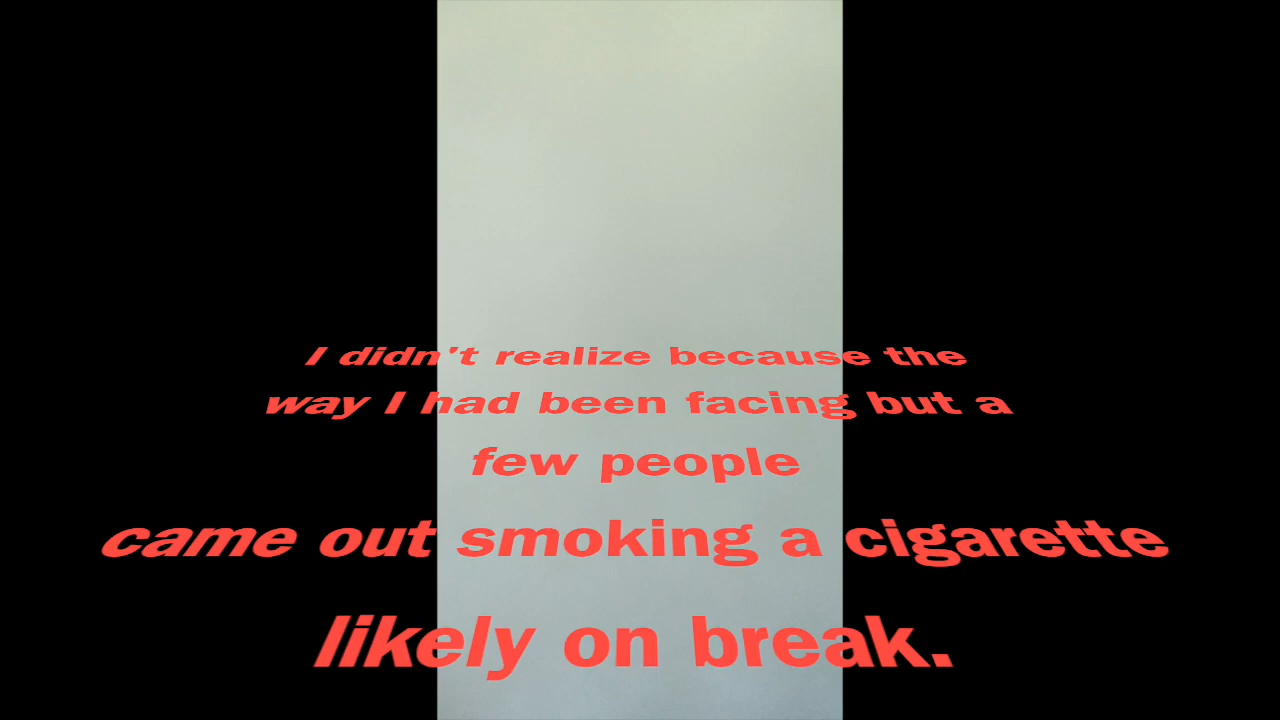 I didn't realize because the
way I had been facing but a
few people
came out smoking a cigarette
likely on break.